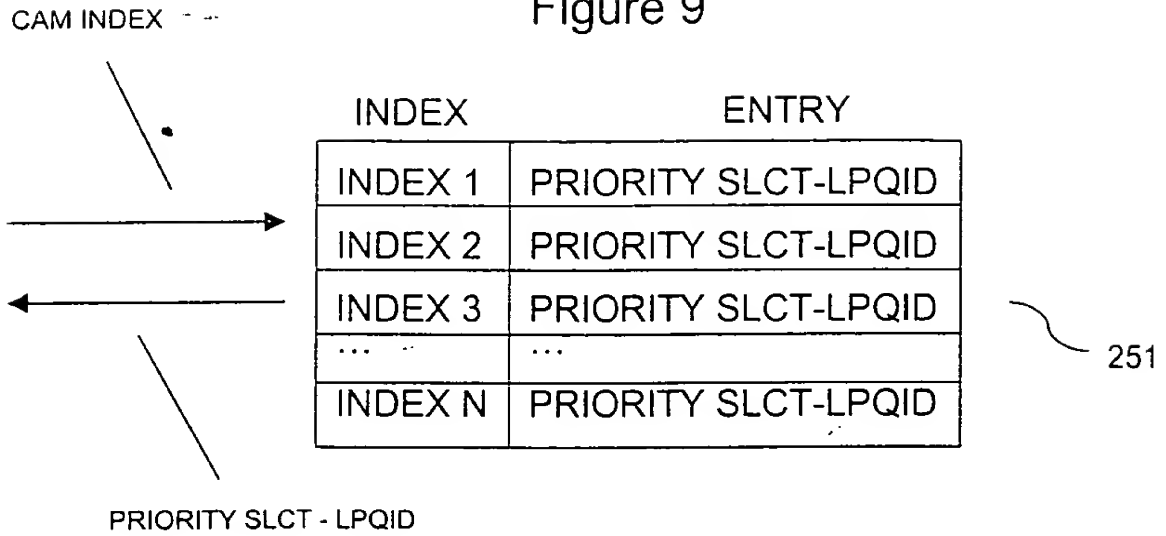 Figure 9
CAM INDEX
INDEX ENTRY
INDEX 1 PRIORITY SLCT-LPQID
INDEX 2 PRIORITY SLCT-LPQID
INDEX 3 PRIORITY SLCT-LPQID
... ...
INDEX N PRIORITY SLCT-LPQID
251
PRIORITY SLCT - LPQID